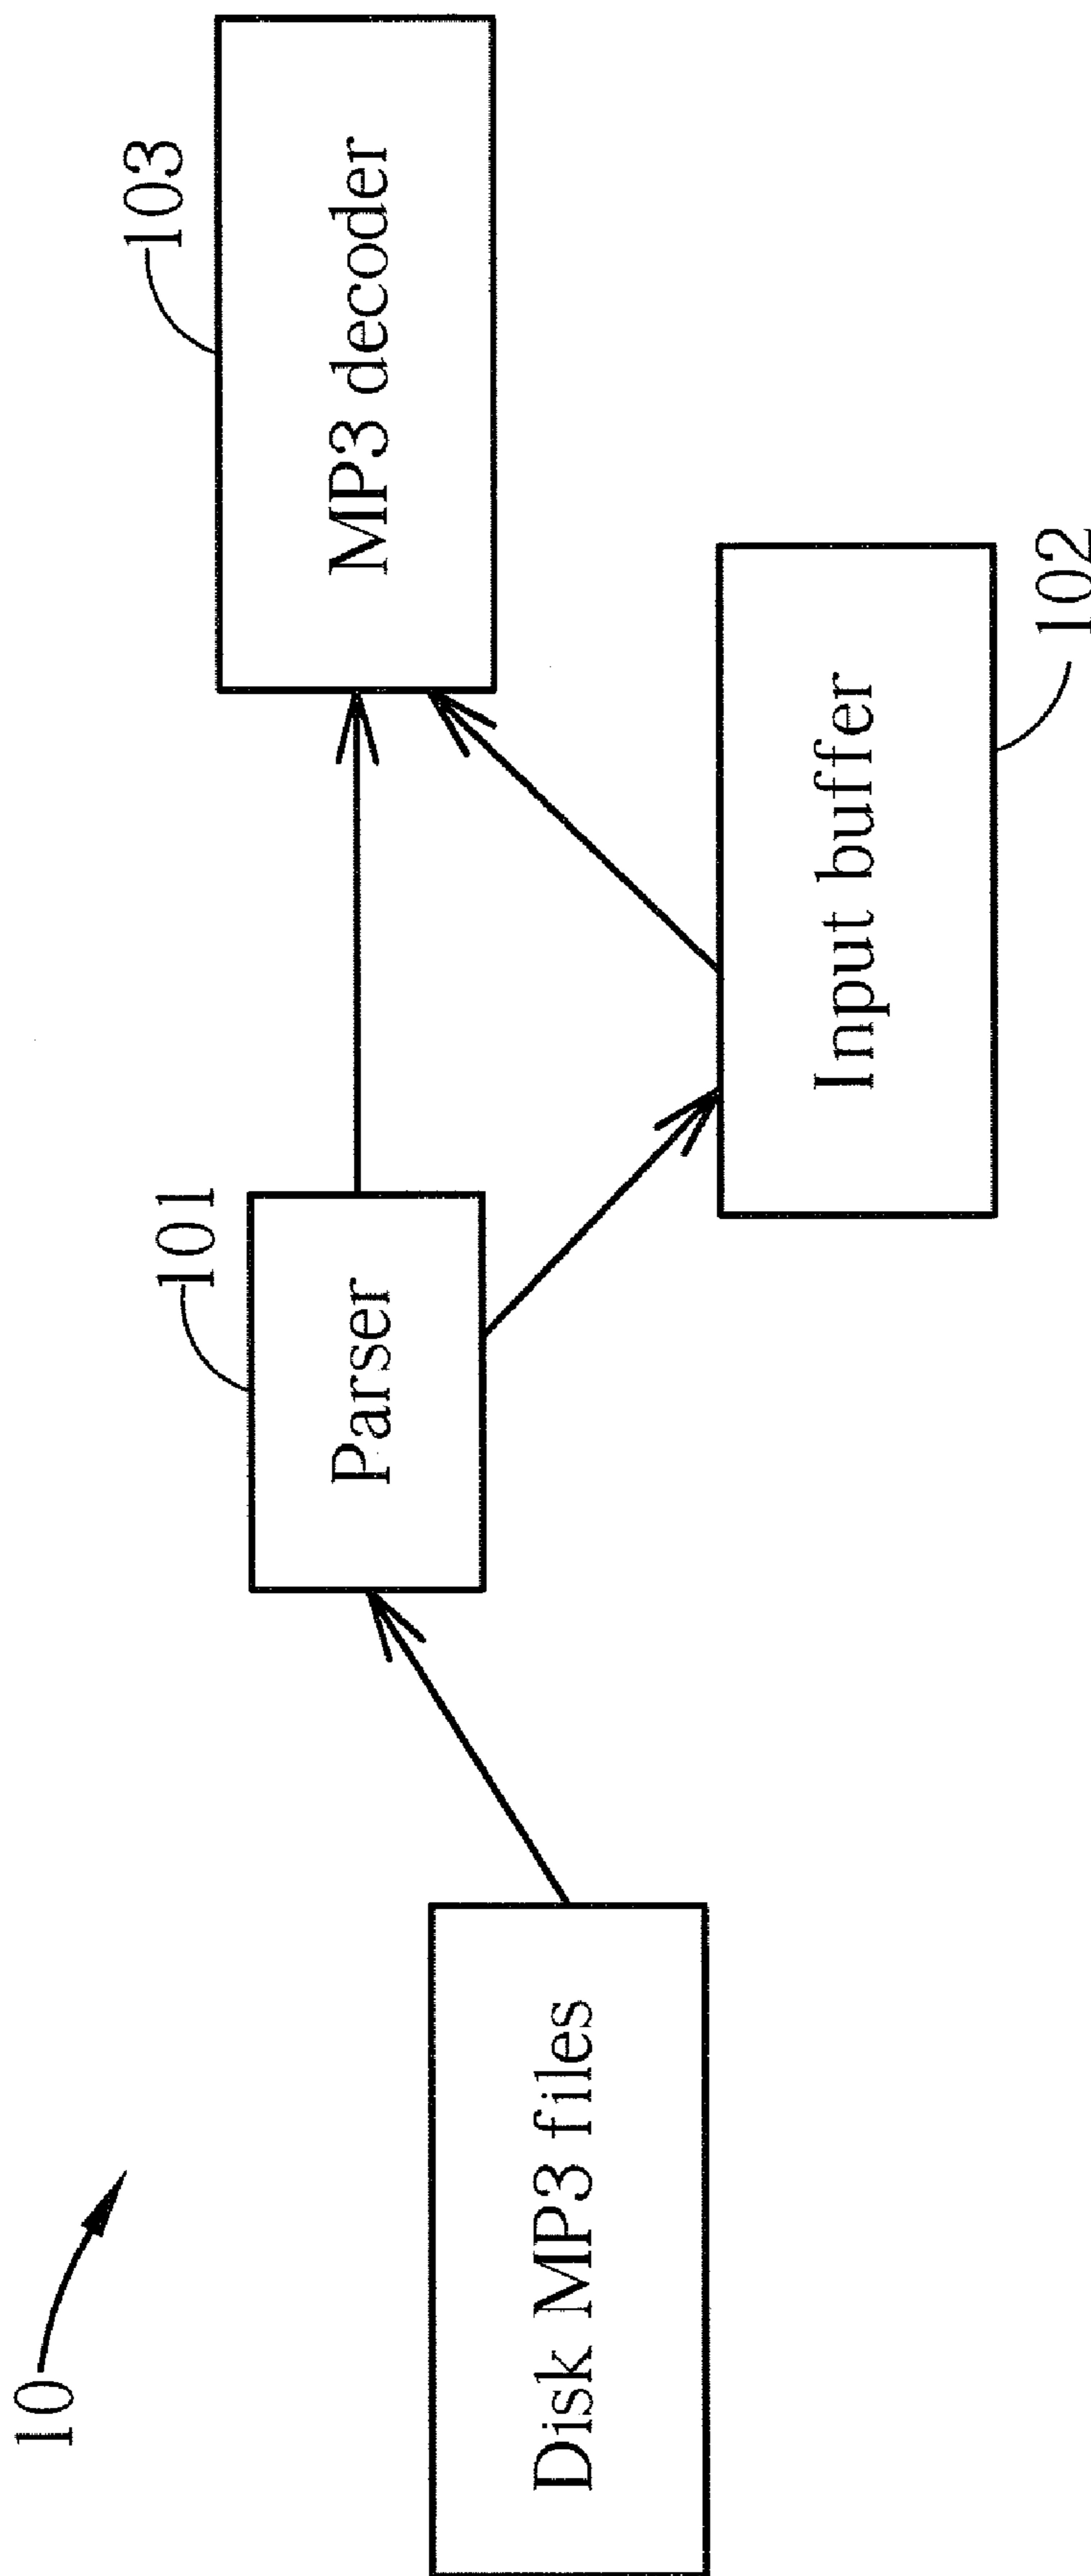 10
Disk MP3 files
101
Parser
103
MP3 decoder
Input buffer
102